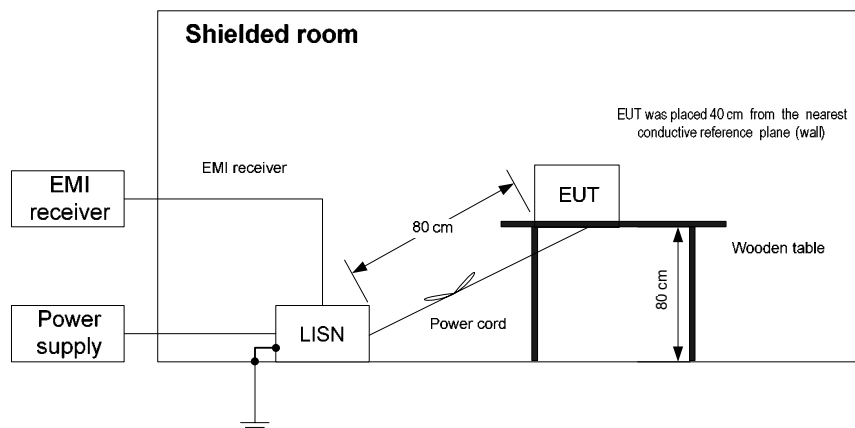 Shielded room
EUT was placed 40 cm from the nearest
conductive reference plane (wall)
EMI receiver
EMI
receiver
EUT
80 cm
Wooden table
80 cm
Power
supply
LISN
Power cord